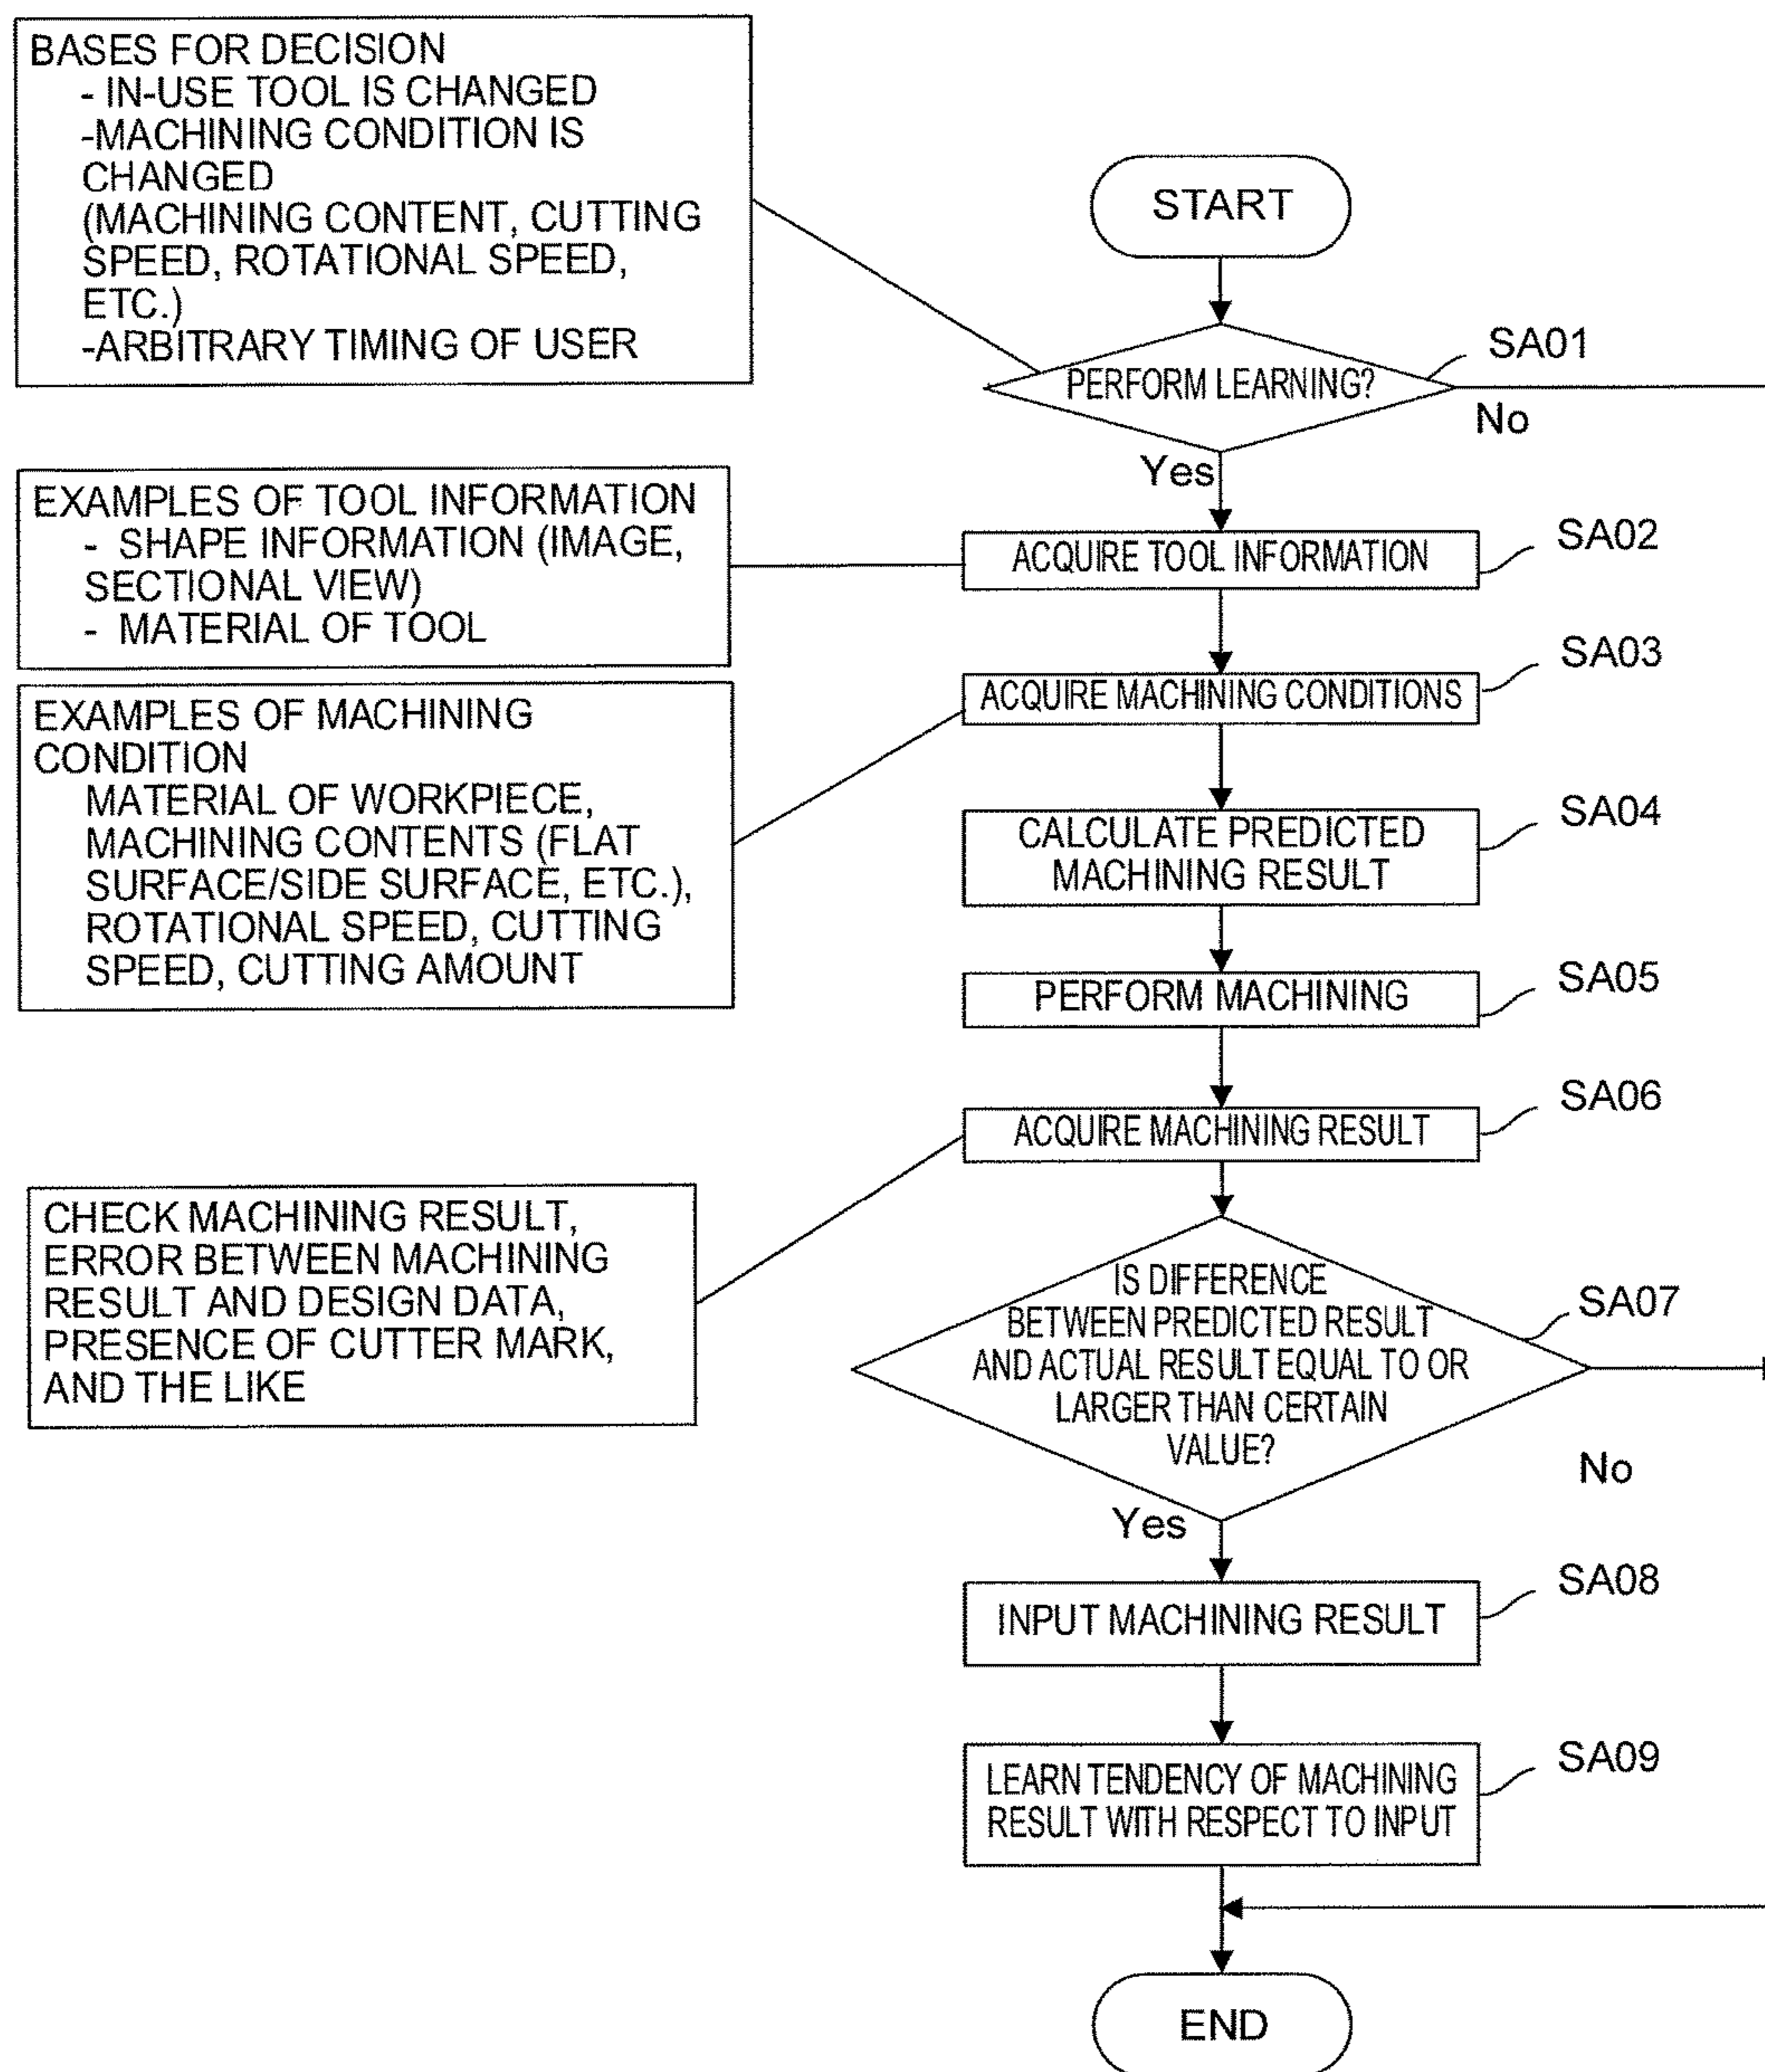 BASES FOR DECISION
- IN-USE TOOL IS CHANGED
-MACHINING CONDITION IS
CHANGED
(MACHINING CONTENT, CUTTING
SPEED, ROTATIONAL SPEED,
ETC.)
-ARBITRARY TIMING OF USER
START
SA01
PERFORM LEARNING?
No
Yes
EXAMPLES OF TOOL INFORMATION
- SHAPE INFORMATION (IMAGE,
SECTIONAL VIEW)
- MATERIAL OF TOOL
SA02
ACQUIRE TOOL INFORMATION
SA03
ACQUIRE MACHINING CONDITIONS
EXAMPLES OF MACHINING
CONDITION
MATERIAL OF WORKPIECE,
MACHINING CONTENTS (FLAT
SURFACE/SIDE SURFACE, ETC.),
ROTATIONAL SPEED, CUTTING
SPEED, CUTTING AMOUNT
SA04
CALCULATE PREDICTED
MACHINING RESULT
SA05
PERFORM MACHINING
SA06
ACQUIRE MACHINING RESULT
CHECK MACHINING RESULT,
ERROR BETWEEN MACHINING
RESULT AND DESIGN DATA,
PRESENCE OF CUTTER MARK,
AND THE LIKE
SA07
IS DIFFERENCE
BETWEEN PREDICTED RESULT
AND ACTUAL RESULT EQUAL TO OR
LARGER THAN CERTAIN
VALUE?
No
Yes
SA08
INPUT MACHINING RESULT
SA09
LEARN TENDENCY OF MACHINING
RESULT WITH RESPECT TO INPUT
END